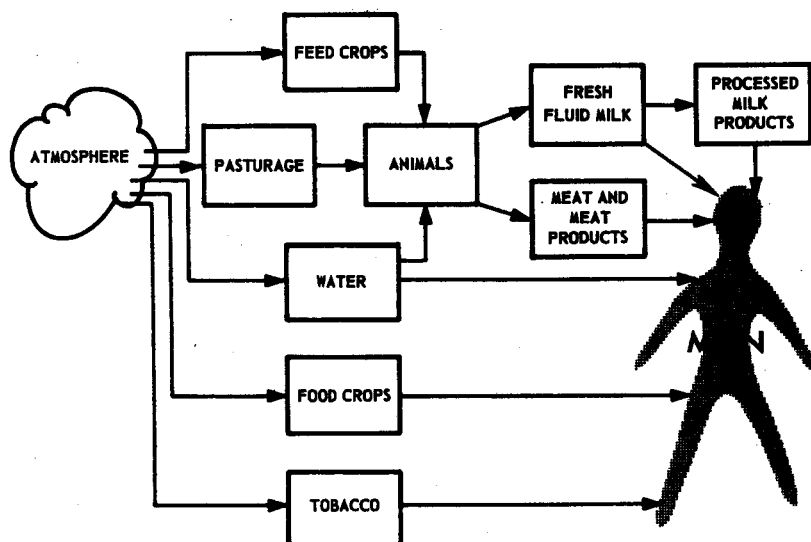 FEED CROPS
ATMOSPHERE
PASTURAGE
ANIMALS
FRESH
FLUID MILK
PROCESSED
MILK
PRODUCTS
MEAT AND
MEAT
PRODUCTS
WATER
M N
FOOD CROPS
TOBACCO